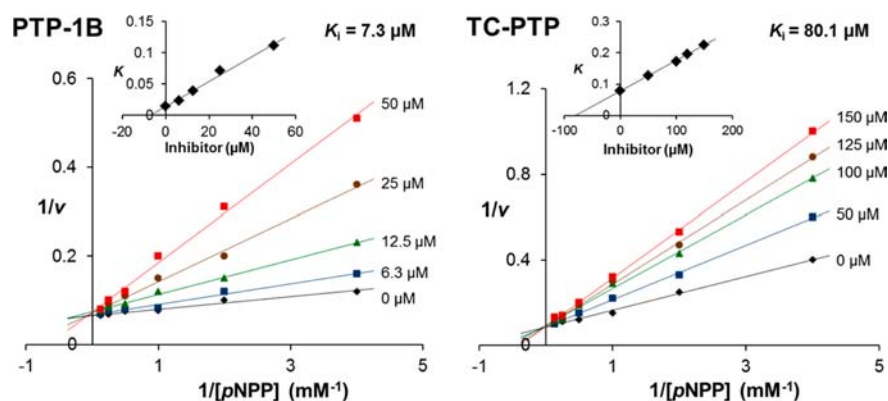 PTP-1B
Kᵢ = 7.3 µM
K
0.15
0.1
0.05
0
-20 0 20 40 60
Inhibitor (µM)
0.6
0.4
0.2
0
1/v
50 µM
25 µM
12.5 µM
6.3 µM
0 µM
1 3 5
1/[pNPP] (mM⁻¹)
TC-PTP
Kᵢ = 80.1 µM
K
0.4
0.3
0.2
0.1
0
-100 0 100 200
Inhibitor (µM)
1.2
0.8
0.4
0
1/v
150 µM
125 µM
100 µM
50 µM
0 µM
1 3 5
1/[pNPP] (mM⁻¹)